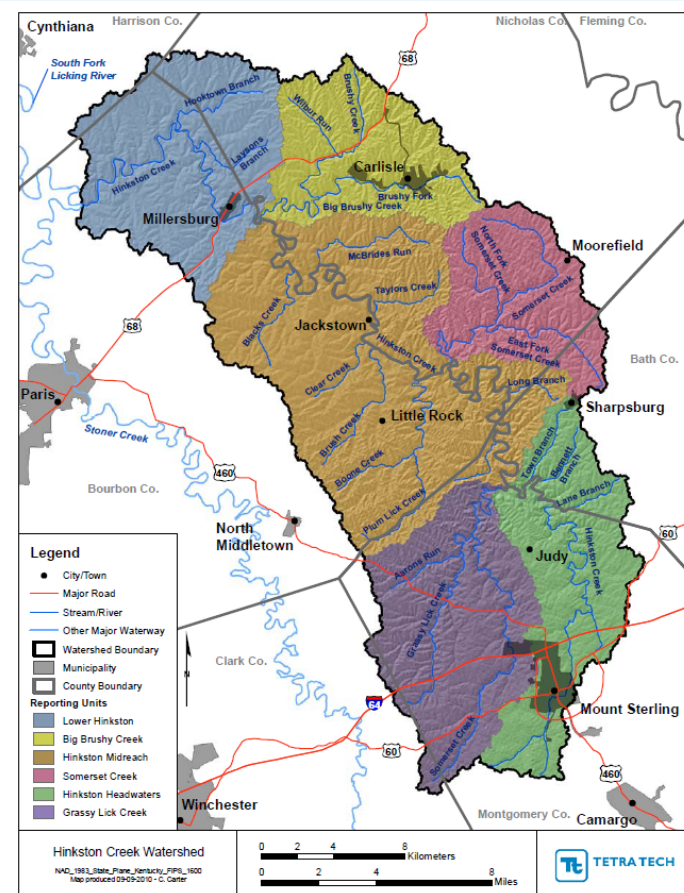 Harrison Co.
Nicholas Co.
Fleming Co.
Cynthiana
68
South Fork
Licking River
Hooktown Branch
Wilbur Run
Brushy Creek
Laysons
Branch
Hinkston Creek
Carlisle
Brushy Fork
Big Brushy Creek
Millersburg
North Fork
Somerset Creek
Moorefield
McBrides Run
Taylors Creek
Somerset Creek
Blacks Creek
Jackstown
68
Hinkston Creek
East Fork
Somerset Creek
Bath Co.
Clear Creek
Long Branch
Paris
Sharpsburg
Little Rock
Stoner Creek
Brush Creek
Town Branch
Bennett
Branch
460
Boone Creek
Lane Branch
Bourbon Co.
Plum Lick Creek
North
Middletown
Hinkston Creek
60
Judy
Aarons Run
Grassy Lick Creek
Clark Co.
64
Mount Sterling
60
Somerset Creek
460
Winchester
Montgomery Co.
Camargo
Legend
City/Town
Major Road
Stream/River
Other Major Waterway
Watershed Boundary
Municipality
County Boundary
N
Reporting Units
Lower Hinkston
Big Brushy Creek
Hinkston Midreach
Somerset Creek
Hinkston Headwaters
Grassy Lick Creek
Hinkston Creek Watershed
NAD_1983_State_Plane_Kentucky_FIPS_1600
Map produced 09-09-2010 - C. Carter
0 2 4 8
Kilometers
0 2 4 8
Miles
Tt TETRA TECH